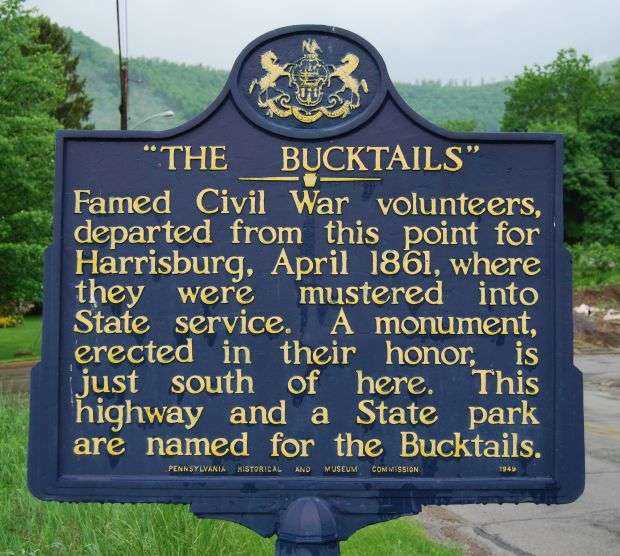 "THE BUCKTAILS"
Famed Civil War volunteers,
departed from this point for
Harrisburg, April 1861, where
they were mustered into
State service. A monument,
erected in their honor, is
just south of here. This
highway and a State park
are named for the Bucktails.
PENNSYLVANIA HISTORICAL AND MUSEUM COMMISSION 1949